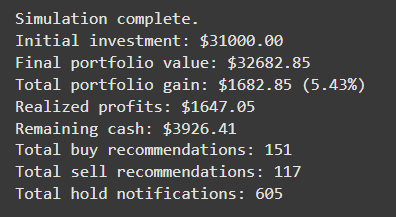 Simulation complete.
Initial investment: $31000.00
Final portfolio value: $32682.85
Total portfolio gain: $1682.85 (5.43%)
Realized profits: $1647.05
Remaining cash: $3926.41
Total buy recommendations: 151
Total sell recommendations: 117
Total hold notifications: 605